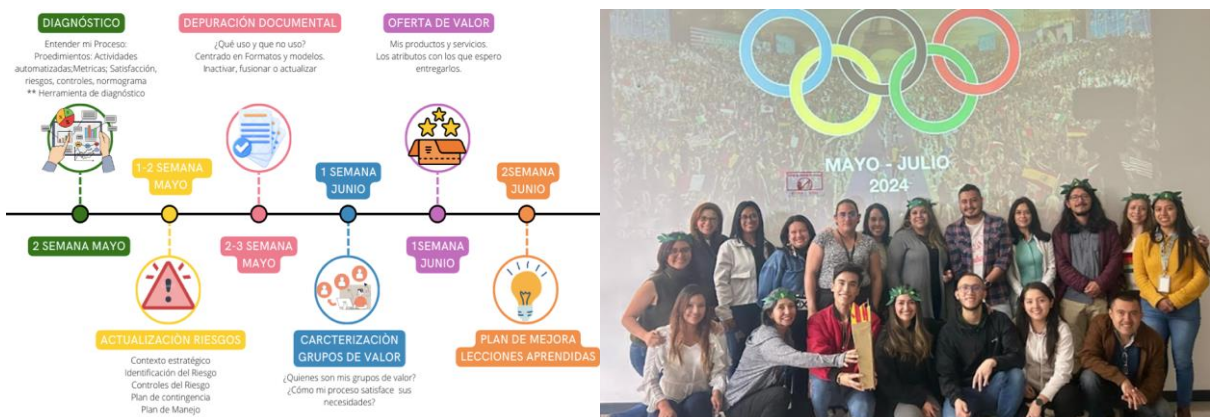 DIAGNÓSTICO
Entender mi Proceso:
Proedimientos: Actividades
automatizadas;Metricas; Satisfacción,
riesgos, controles, normograma
** Herramienta de diagnóstico
DEPURACIÓN DOCUMENTAL
¿Qué uso y que no uso?
Centrado en Formatos y modelos.
Inactivar, fusionar o actualizar
OFERTA DE VALOR
Mis productos y servicios.
Los atributos con los que espero
entregarlos.
1-2 SEMANA
MAYO
1 SEMANA
JUNIO
2SEMANA
JUNIO
2 SEMANA MAYO
2-3 SEMANA
MAYO
1SEMANA
JUNIO
ACTUALIZACIÓN RIESGOS
Contexto estratégico
Identificación del Riesgo
Controles del Riesgo
Plan de contingencia
Plan de Manejo
CARCTERIZACIÓN
GRUPOS DE VALOR
¿Quienes son mis grupos de valor?
¿Cómo mi proceso satisface sus
necesidades?
PLAN DE MEJORA
LECCIONES APRENDIDAS
MAYO - JULIO
2024